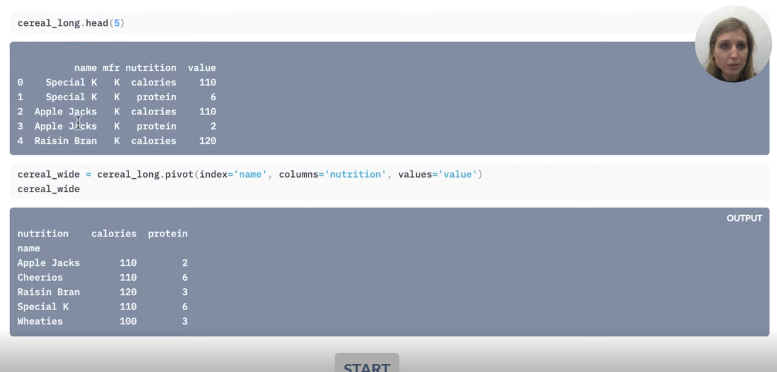 cereal_long.head(5)
name mfr nutrition value
0 Special K K calories 110
1 Special K K protein 6
2 Apple Jacks K calories 110
3 Apple Jacks K protein 2
4 Raisin Bran K calories 120
cereal_wide = cereal_long.pivot(index='name', columns='nutrition', values='value')
cereal_wide
OUTPUT
nutrition calories protein
name
Apple Jacks 110 2
Cheerios 110 6
Raisin Bran 120 3
Special K 110 6
Wheaties 100 3
START